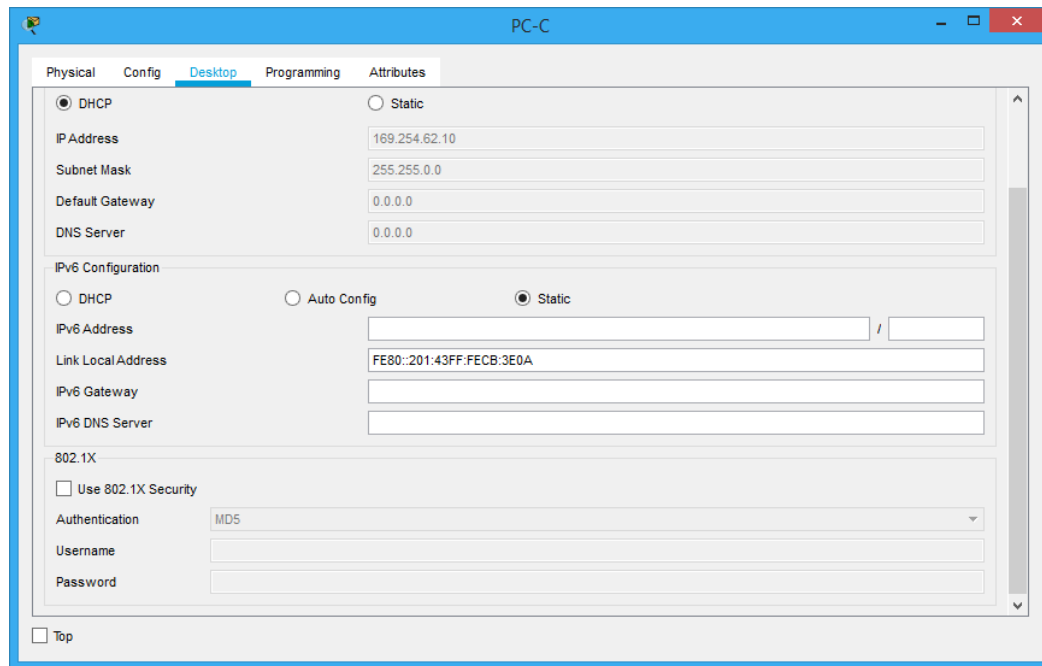 PC-C
Physical Config Desktop Programming Attributes
DHCP Static
IP Address 169.254.62.10
Subnet Mask 255.255.0.0
Default Gateway 0.0.0.0
DNS Server 0.0.0.0
IPv6 Configuration
DHCP Auto Config Static
IPv6 Address /
Link Local Address FE80::201:43FF:FECB:3E0A
IPv6 Gateway
IPv6 DNS Server
802.1X
Use 802.1X Security
Authentication MD5
Username
Password
Top